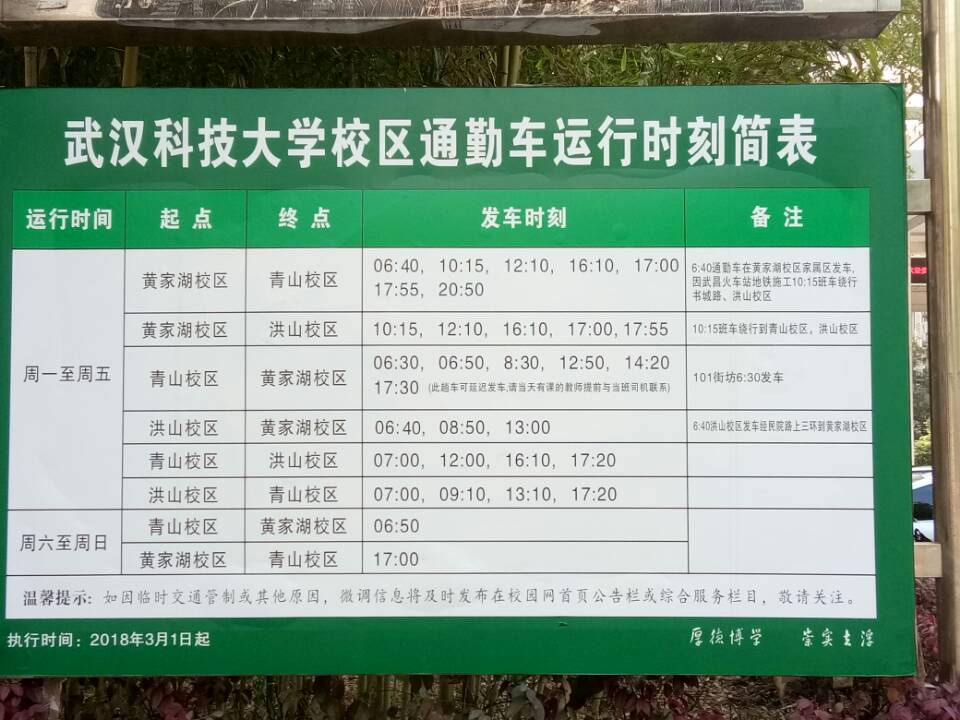 武汉科技大学校区通勤车运行时刻简表
运行时间 起点 终点 发车时刻 备注
周一至周五
黄家湖校区 青山校区 06:40, 10:15, 12:10, 16:10, 17:00
17:55, 20:50
6:40通勤车在黄家湖校区家属区发车,
因武昌火车站地铁施工10:15班车绕行
书城路、洪山校区
黄家湖校区 洪山校区 10:15, 12:10, 16:10, 17:00, 17:55 10:15班车绕行到青山校区，洪山校区
青山校区 黄家湖校区 06:30, 06:50, 8:30, 12:50, 14:20
17:30 (此趟车可延迟发车,请当天有课的教师提前与当班司机联系)
101街坊6:30发车
洪山校区 黄家湖校区 06:40, 08:50, 13:00 6:40洪山校区发车经民院路上三环到黄家湖校区
青山校区 洪山校区 07:00, 12:00, 16:10, 17:20
洪山校区 青山校区 07:00, 09:10, 13:10, 17:20
周六至周日
青山校区 黄家湖校区 06:50
黄家湖校区 青山校区 17:00
温馨提示: 如因临时交通管制或其他原因，微调信息将及时发布在校园网首页公告栏或综合服务栏目，敬请关注。
执行时间：2018年3月1日起
厚德博学 崇实去浮